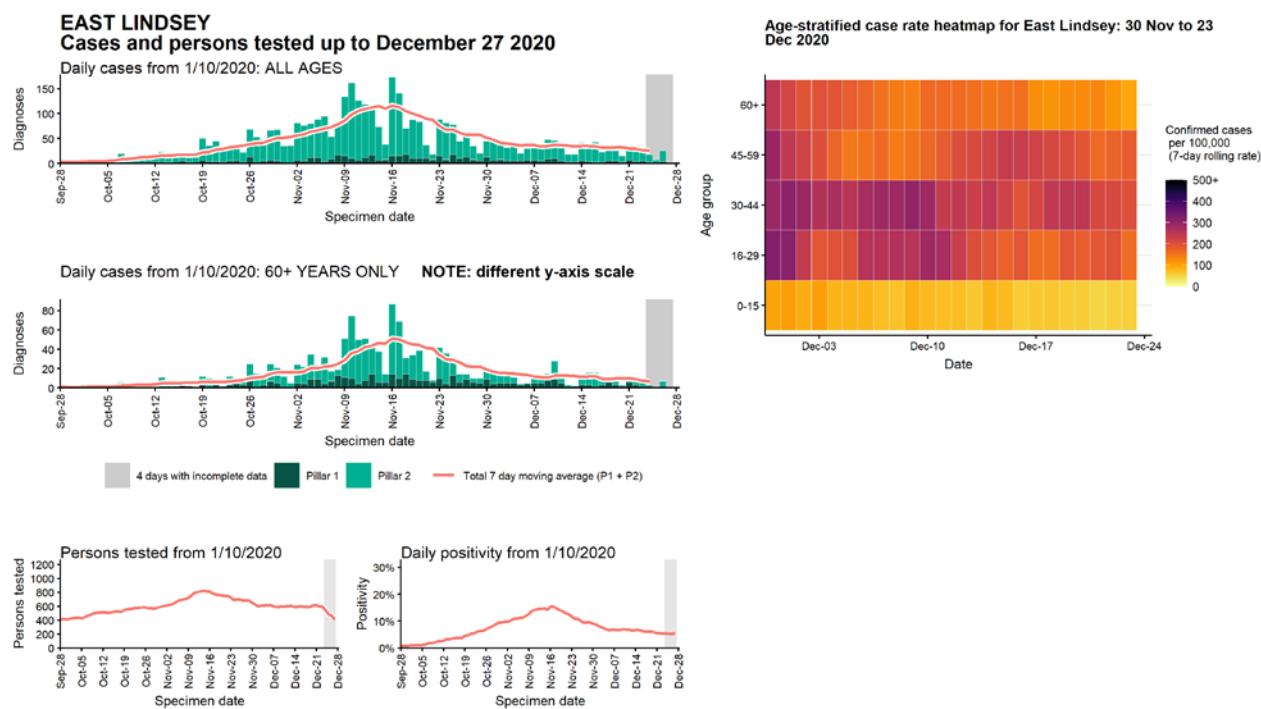 EAST LINDSEY
Cases and persons tested up to December 27 2020
Daily cases from 1/10/2020: ALL AGES
Diagnoses
150
100
50
0
Sep-28
Oct-05
Oct-12
Oct-19
Oct-26
Nov-02
Nov-09
Nov-16
Nov-23
Nov-30
Dec-07
Dec-14
Dec-21
Dec-28
Specimen date
Daily cases from 1/10/2020: 60+ YEARS ONLY NOTE: different y-axis scale
Diagnoses
80
60
40
20
0
Sep-28
Oct-05
Oct-12
Oct-19
Oct-26
Nov-02
Nov-09
Nov-16
Nov-23
Nov-30
Dec-07
Dec-14
Dec-21
Dec-28
Specimen date
4 days with incomplete data Pillar 1 Pillar 2 Total 7 day moving average (P1 + P2)
Persons tested from 1/10/2020
Persons tested
1200
1000
800
600
400
200
0
Sep-28
Oct-05
Oct-12
Oct-19
Oct-26
Nov-02
Nov-09
Nov-16
Nov-23
Nov-30
Dec-07
Dec-14
Dec-21
Dec-28
Specimen date
Daily positivity from 1/10/2020
Positivity
30%
20%
10%
0%
Sep-28
Oct-05
Oct-12
Oct-19
Oct-26
Nov-02
Nov-09
Nov-16
Nov-23
Nov-30
Dec-07
Dec-14
Dec-21
Dec-28
Specimen date
Age-stratified case rate heatmap for East Lindsey: 30 Nov to 23
Dec 2020
Age group
60+
45-59
30-44
16-29
0-15
Dec-03
Dec-10
Dec-17
Dec-24
Date
Confirmed cases
per 100,000
(7-day rolling rate)
500+
400
300
200
100
0